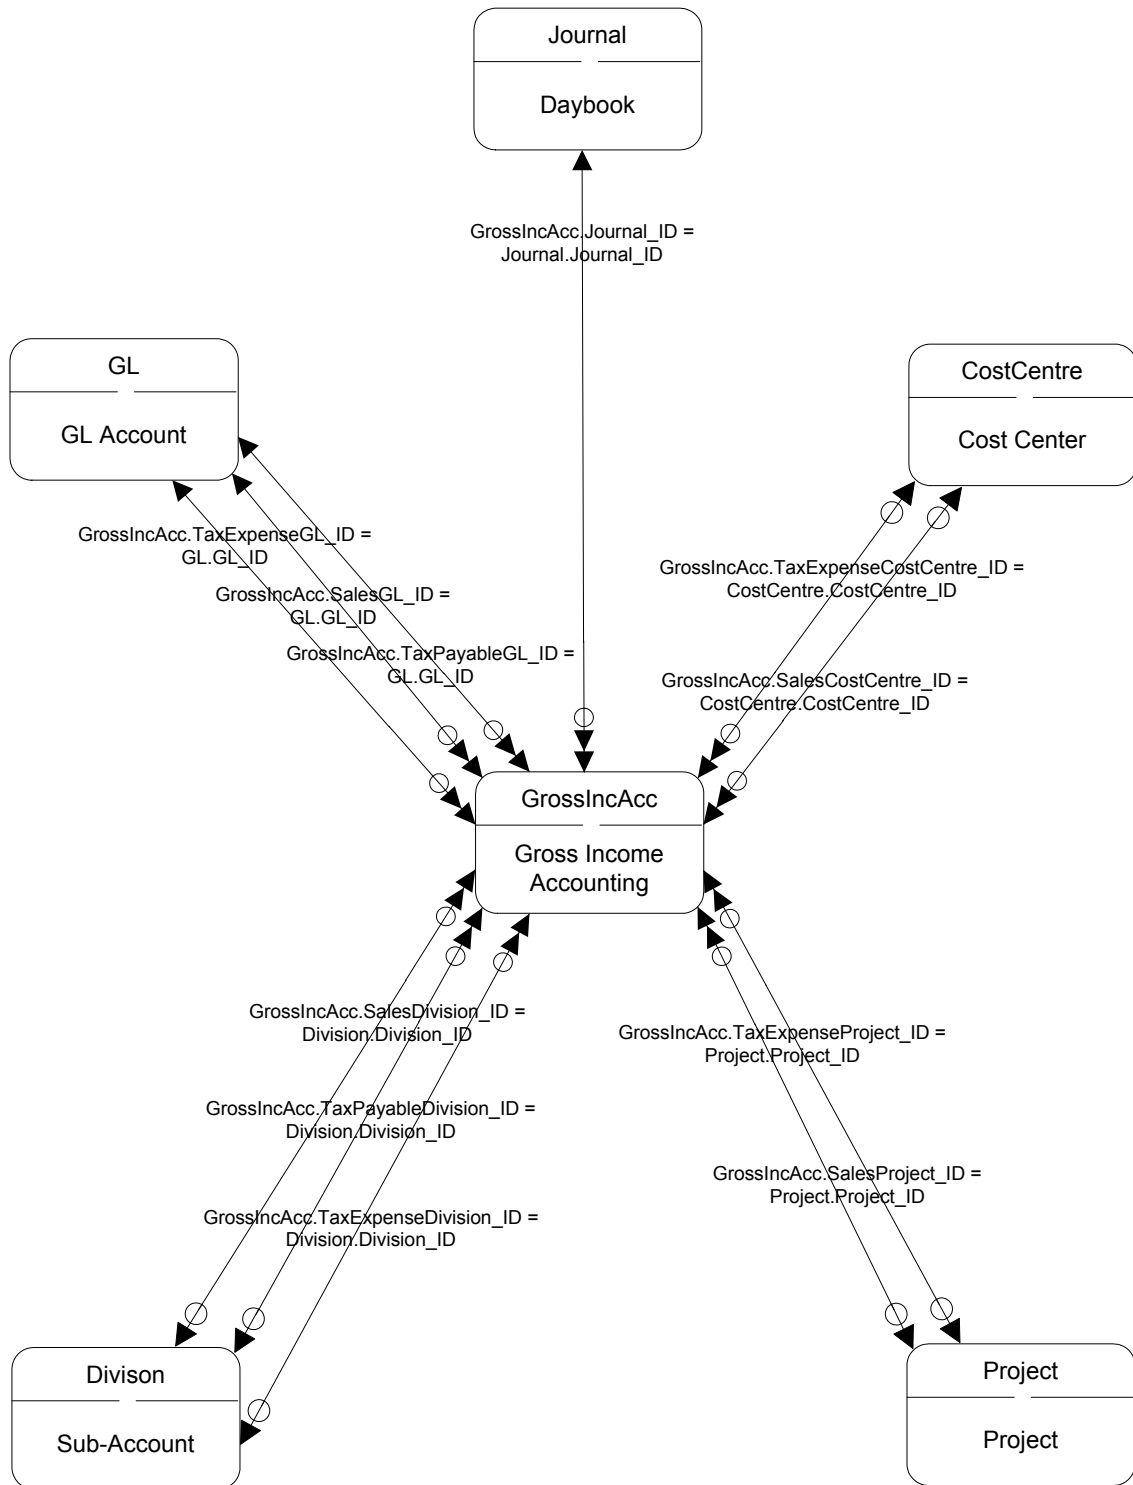 Journal
Daybook
GrossIncAcc.Journal_ID =
Journal.Journal_ID
GL
GL Account
CostCentre
Cost Center
GrossIncAcc.TaxExpenseGL_ID =
GL.GL_ID
GrossIncAcc.SalesGL_ID =
GL.GL_ID
GrossIncAcc.TaxPayableGL_ID =
GL.GL_ID
GrossIncAcc.TaxExpenseCostCentre_ID =
CostCentre.CostCentre_ID
GrossIncAcc.SalesCostCentre_ID =
CostCentre.CostCentre_ID
GrossIncAcc
Gross Income
Accounting
GrossIncAcc.SalesDivision_ID =
Division.Division_ID
GrossIncAcc.TaxPayableDivision_ID =
Division.Division_ID
GrossIncAcc.TaxExpenseDivision_ID =
Division.Division_ID
GrossIncAcc.TaxExpenseProject_ID =
Project.Project_ID
GrossIncAcc.SalesProject_ID =
Project.Project_ID
Divison
Sub-Account
Project
Project